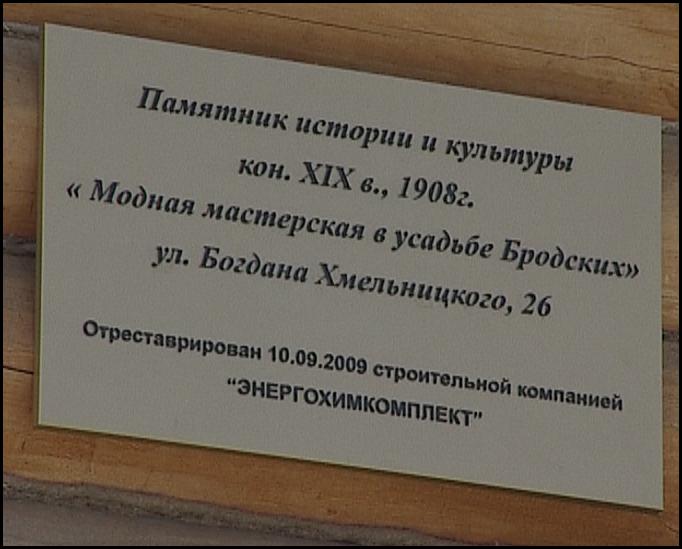 Памятник истории и культуры
кон. XIX в., 1908г.
« Модная мастерская в усадьбе Бродских»
ул. Богдана Хмельницкого, 26
Отреставрирован 10.09.2009 строительной компанией
“ЭНЕРГОХИМКОМПЛЕКТ”